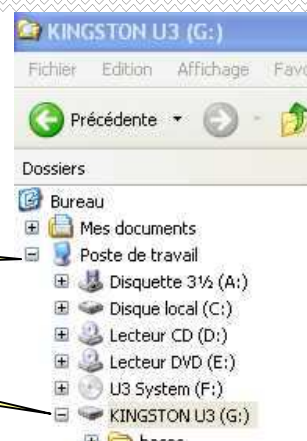 KINGSTON U3 (G:)
Fichier Edition Affichage Favo
Précédente
Dossiers
Bureau
Mes documents
Poste de travail
Disquette 3½ (A:)
Disque local (C:)
Lecteur CD (D:)
Lecteur DVD (E:)
U3 System (F:)
KINGSTON U3 (G:)